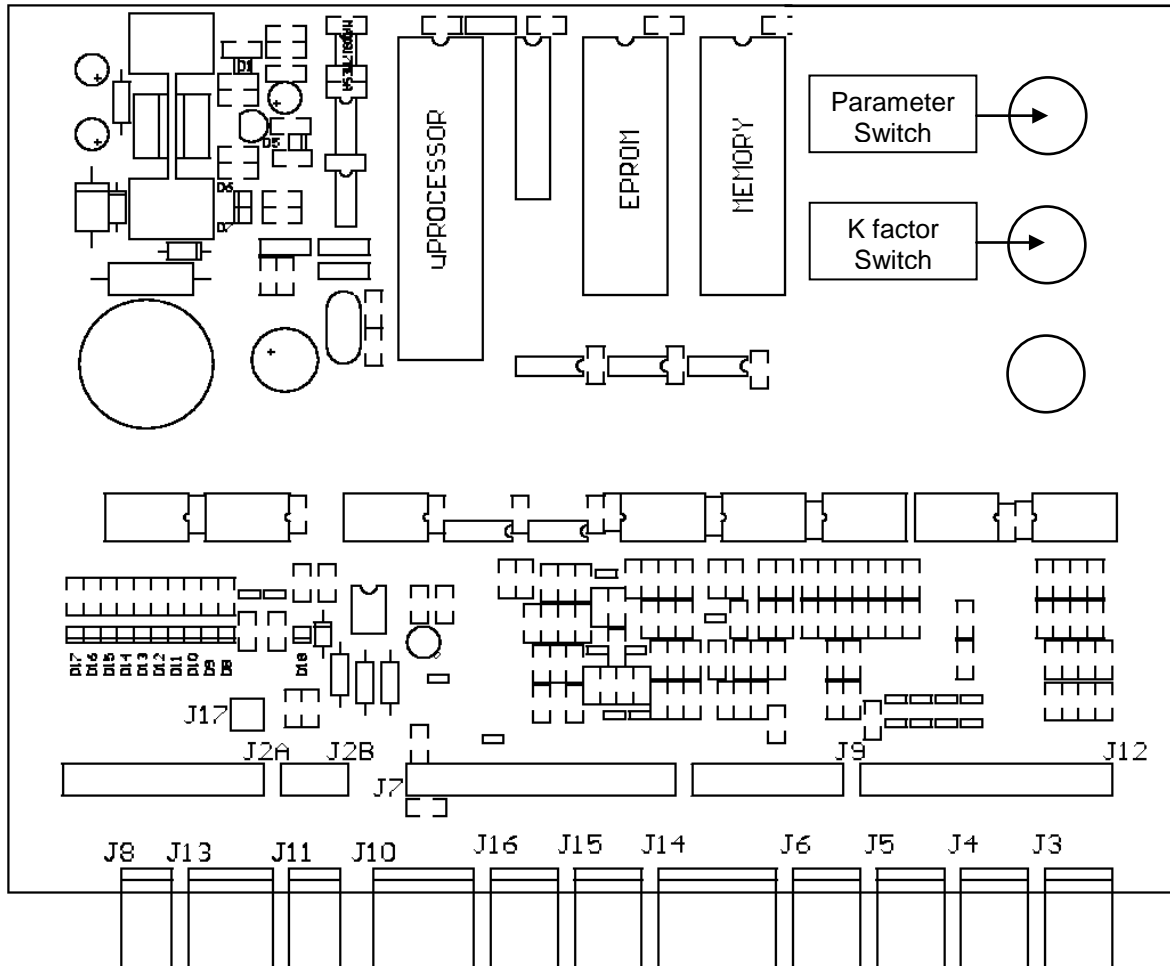 D1
D5
D6
D7
uPROCESSOR
EPROM
MEMORY
Parameter
Switch
K factor
Switch
D17
D16
D15
D14
D13
D12
D11
D10
D9
D8
D18
J17
J2A
J2B
J7
J9
J12
J8
J13
J11
J10
J16
J15
J14
J6
J5
J4
J3